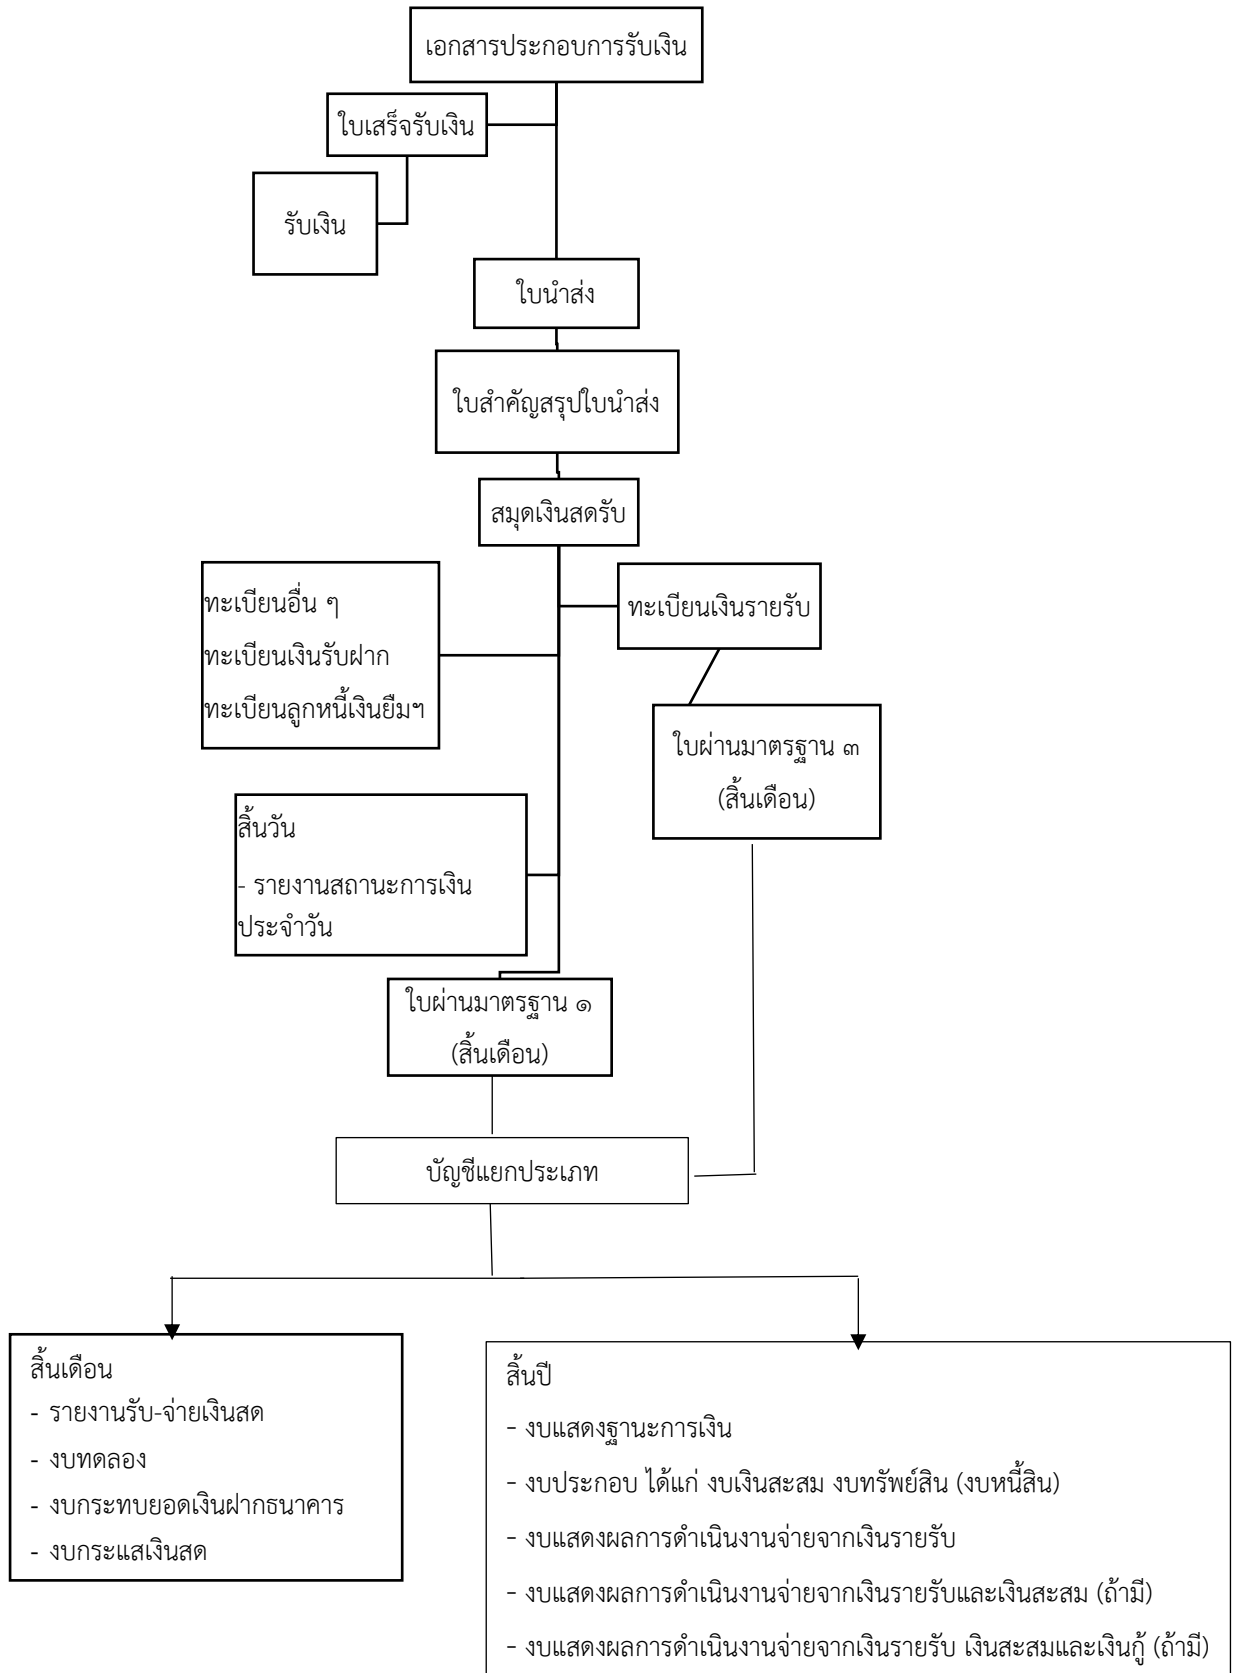 เอกสารประกอบการรับเงิน
ใบเสร็จรับเงิน
รับเงิน
ใบนำส่ง
ใบสำคัญสรุปใบนำส่ง
สมุดเงินสดรับ
ทะเบียนอื่น ๆ
ทะเบียนเงินรับฝาก
ทะเบียนลูกหนี้เงินยืมฯ
ทะเบียนเงินรายรับ
ใบผ่านมาตรฐาน ๓
(สิ้นเดือน)
สิ้นวัน
- รายงานสถานะการเงิน
ประจำวัน
ใบผ่านมาตรฐาน ๑
(สิ้นเดือน)
บัญชีแยกประเภท
สิ้นเดือน
- รายงานรับ-จ่ายเงินสด
- งบทดลอง
- งบกระทบยอดเงินฝากธนาคาร
- งบกระแสเงินสด
สิ้นปี
- งบแสดงฐานะการเงิน
- งบประกอบ ได้แก่ งบเงินสะสม งบทรัพย์สิน (งบหนี้สิน)
- งบแสดงผลการดำเนินงานจ่ายจากเงินรายรับ
- งบแสดงผลการดำเนินงานจ่ายจากเงินรายรับและเงินสะสม (ถ้ามี)
- งบแสดงผลการดำเนินงานจ่ายจากเงินรายรับ เงินสะสมและเงินกู้ (ถ้ามี)